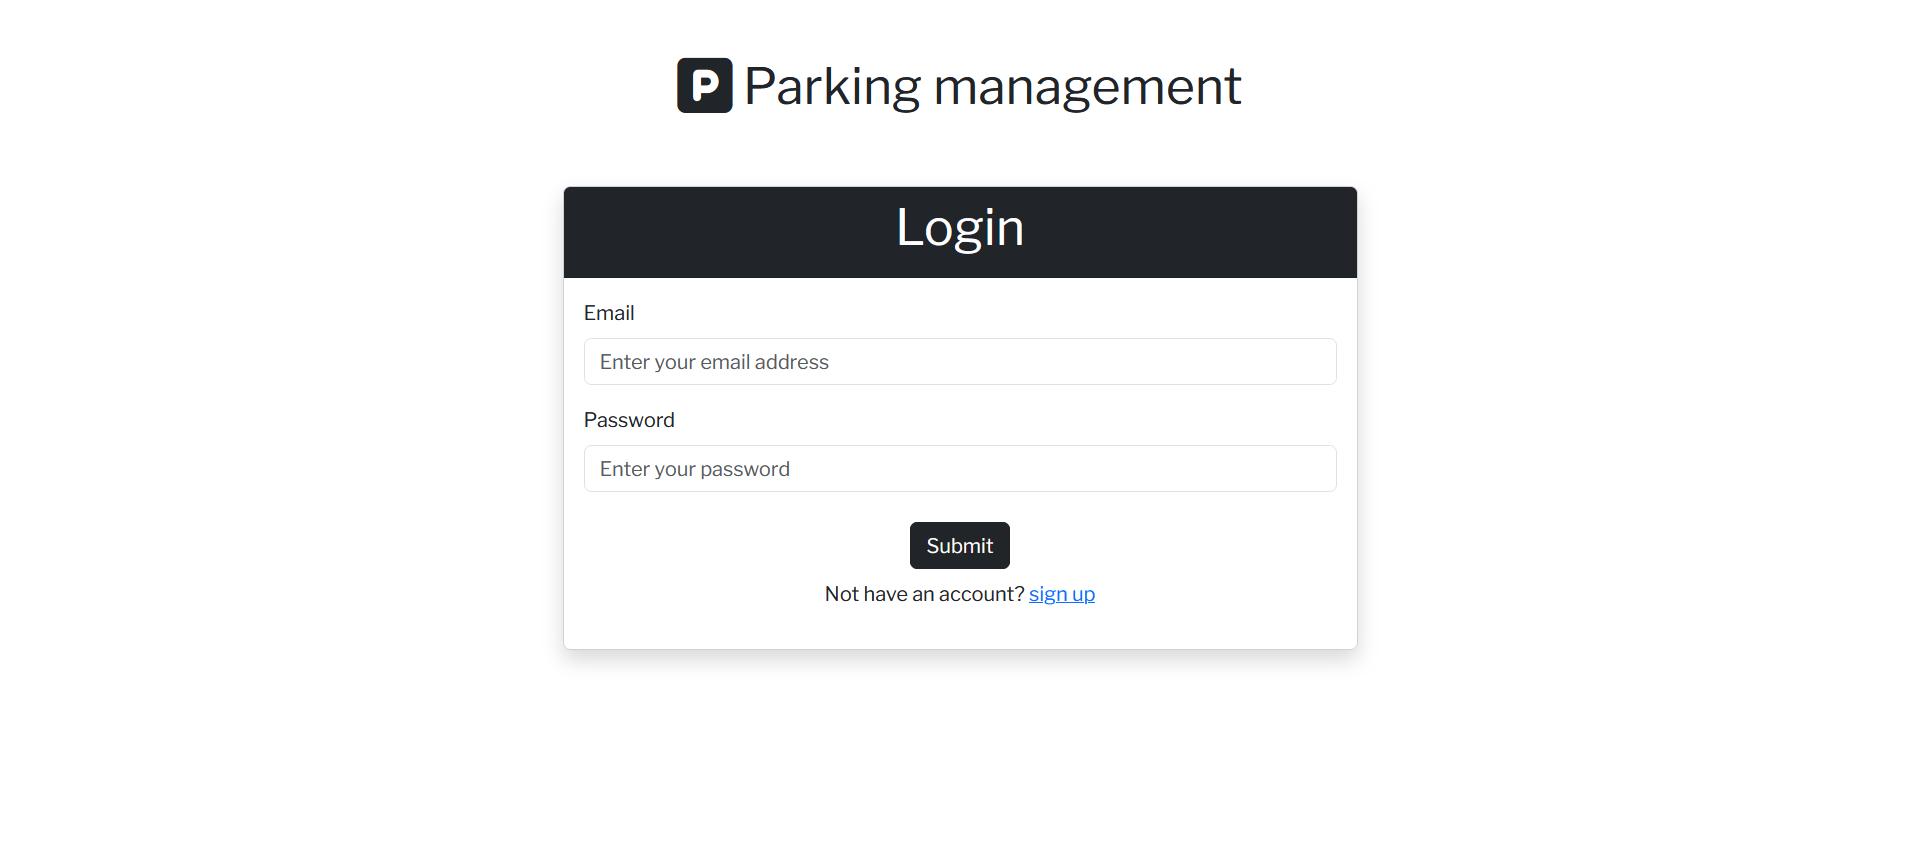 P Parking management
Login
Email
Enter your email address
Password
Enter your password
Submit
Not have an account? sign up